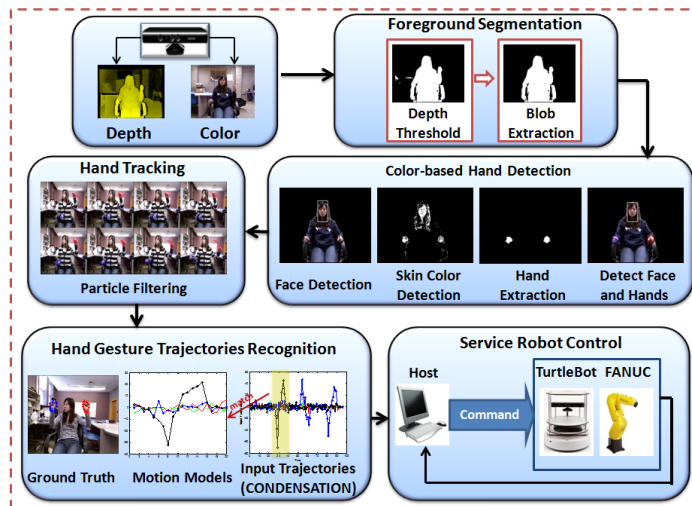 Depth
Color
Foreground Segmentation
Depth
Threshold
Blob
Extraction
Color-based Hand Detection
Face Detection
Skin Color
Detection
Hand
Extraction
Detect Face
and Hands
Hand Tracking
Particle Filtering
Hand Gesture Trajectories Recognition
match
Ground Truth
Motion Models
Input Trajectories
(CONDENSATION)
Service Robot Control
Host
Command
TurtleBot
FANUC